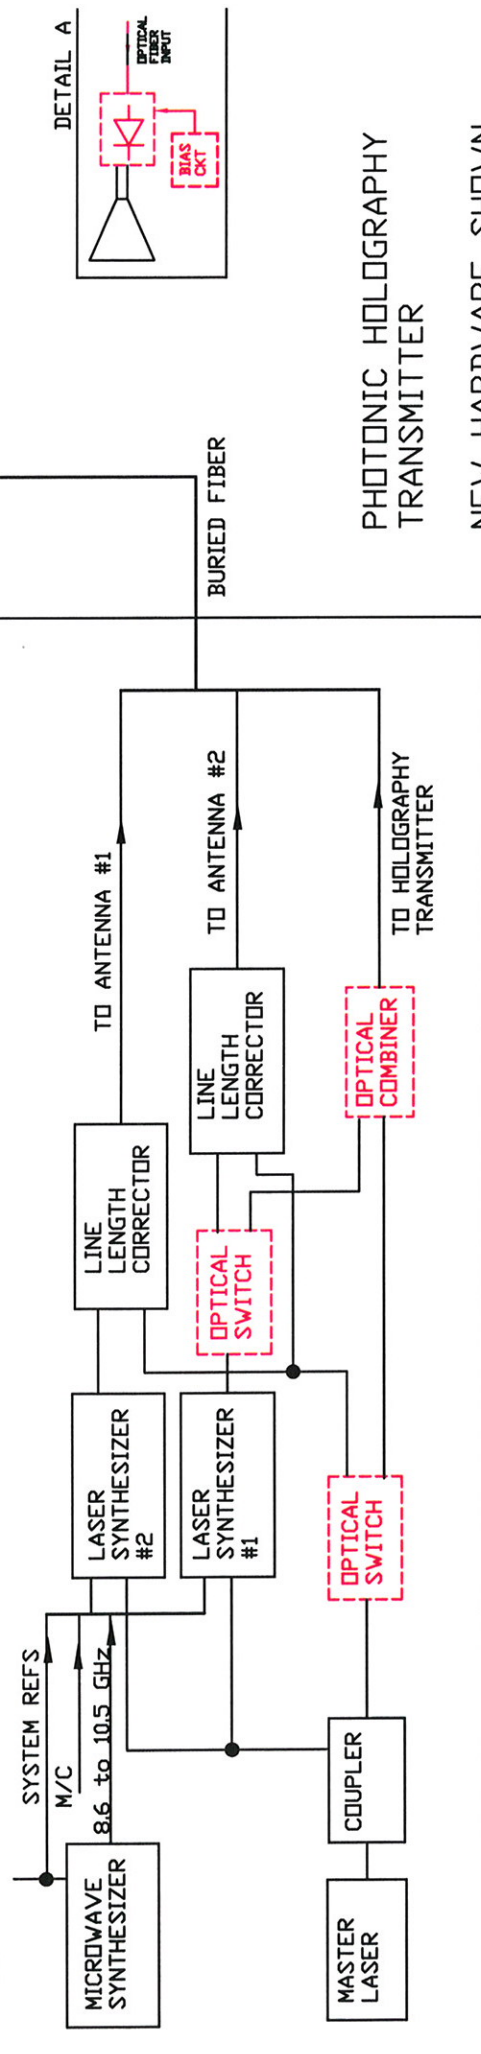 DETAIL A
OPTICAL
FIBER
INPUT
BIAS
CKT
PHOTONIC HOLOGRAPHY
TRANSMITTER
BURIED FIBER
TO ANTENNA #1
TO ANTENNA #2
TO HOLOGRAPHY
TRANSMITTER
LINE
LENGTH
CORRECTOR
LINE
LENGTH
CORRECTOR
OPTICAL
COMBINER
OPTICAL
SWITCH
LASER
SYNTHESIZER
#2
LASER
SYNTHESIZER
#1
OPTICAL
SWITCH
SYSTEM REFS
M/C
8.6 to 10.5 GHz
COUPLER
MICROWAVE
SYNTHESIZER
MASTER
LASER